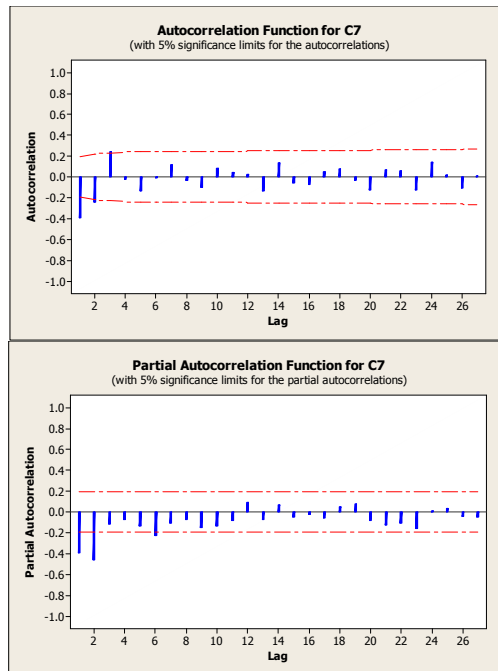 Autocorrelation Function for C7
(with 5% significance limits for the autocorrelations)
1.0
0.8
0.6
0.4
0.2
0.0
-0.2
-0.4
-0.6
-0.8
-1.0
Autocorrelation
2 4 6 8 10 12 14 16 18 20 22 24 26
Lag
Partial Autocorrelation Function for C7
(with 5% significance limits for the partial autocorrelations)
1.0
0.8
0.6
0.4
0.2
0.0
-0.2
-0.4
-0.6
-0.8
-1.0
Partial Autocorrelation
2 4 6 8 10 12 14 16 18 20 22 24 26
Lag